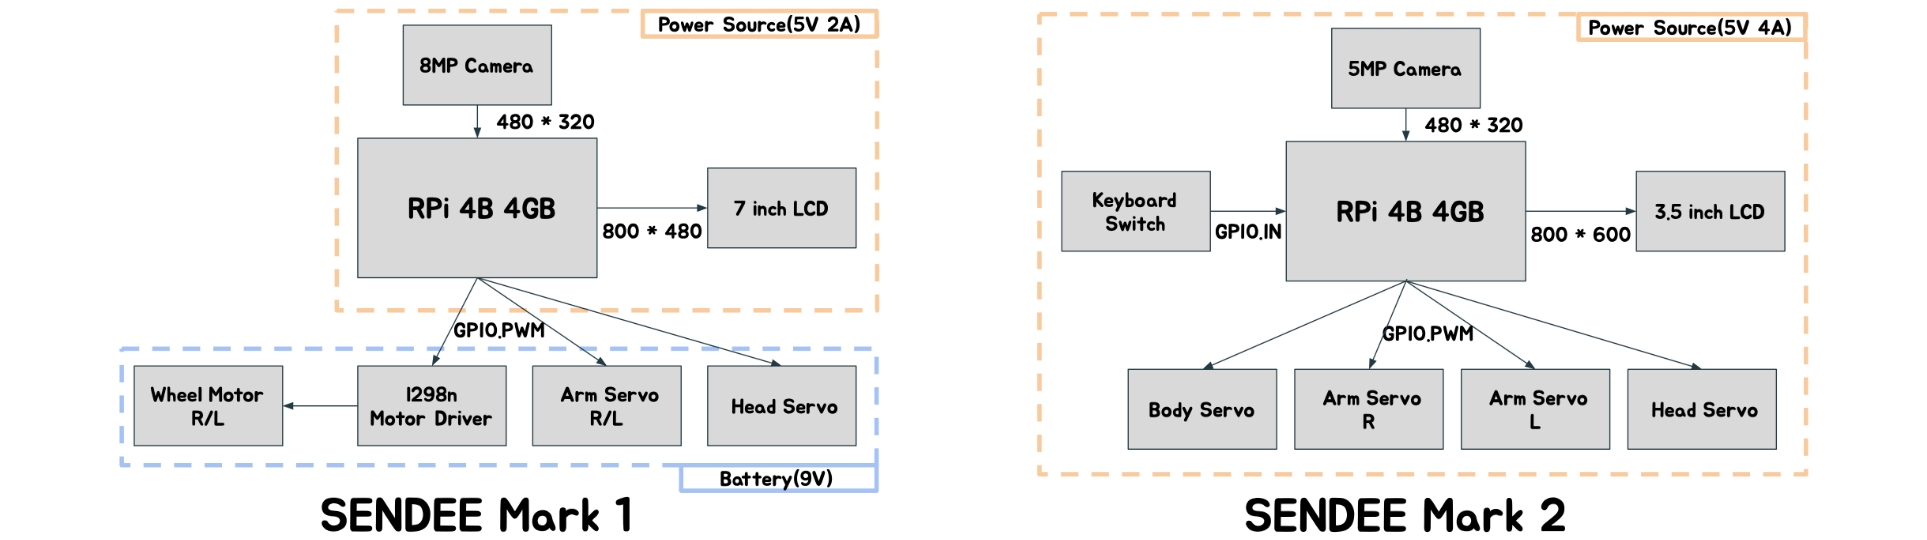 Power Source(5V 2A)
8MP Camera
480 * 320
RPi 4B 4GB
7 inch LCD
800 * 480
GPIO.PWM
Wheel Motor
R/L
l298n
Motor Driver
Arm Servo
R/L
Head Servo
Battery(9V)
SENDEE Mark 1
Power Source(5V 4A)
5MP Camera
480 * 320
Keyboard
Switch
GPIO.IN
RPi 4B 4GB
3.5 inch LCD
800 * 600
GPIO.PWM
Body Servo
Arm Servo
R
Arm Servo
L
Head Servo
SENDEE Mark 2